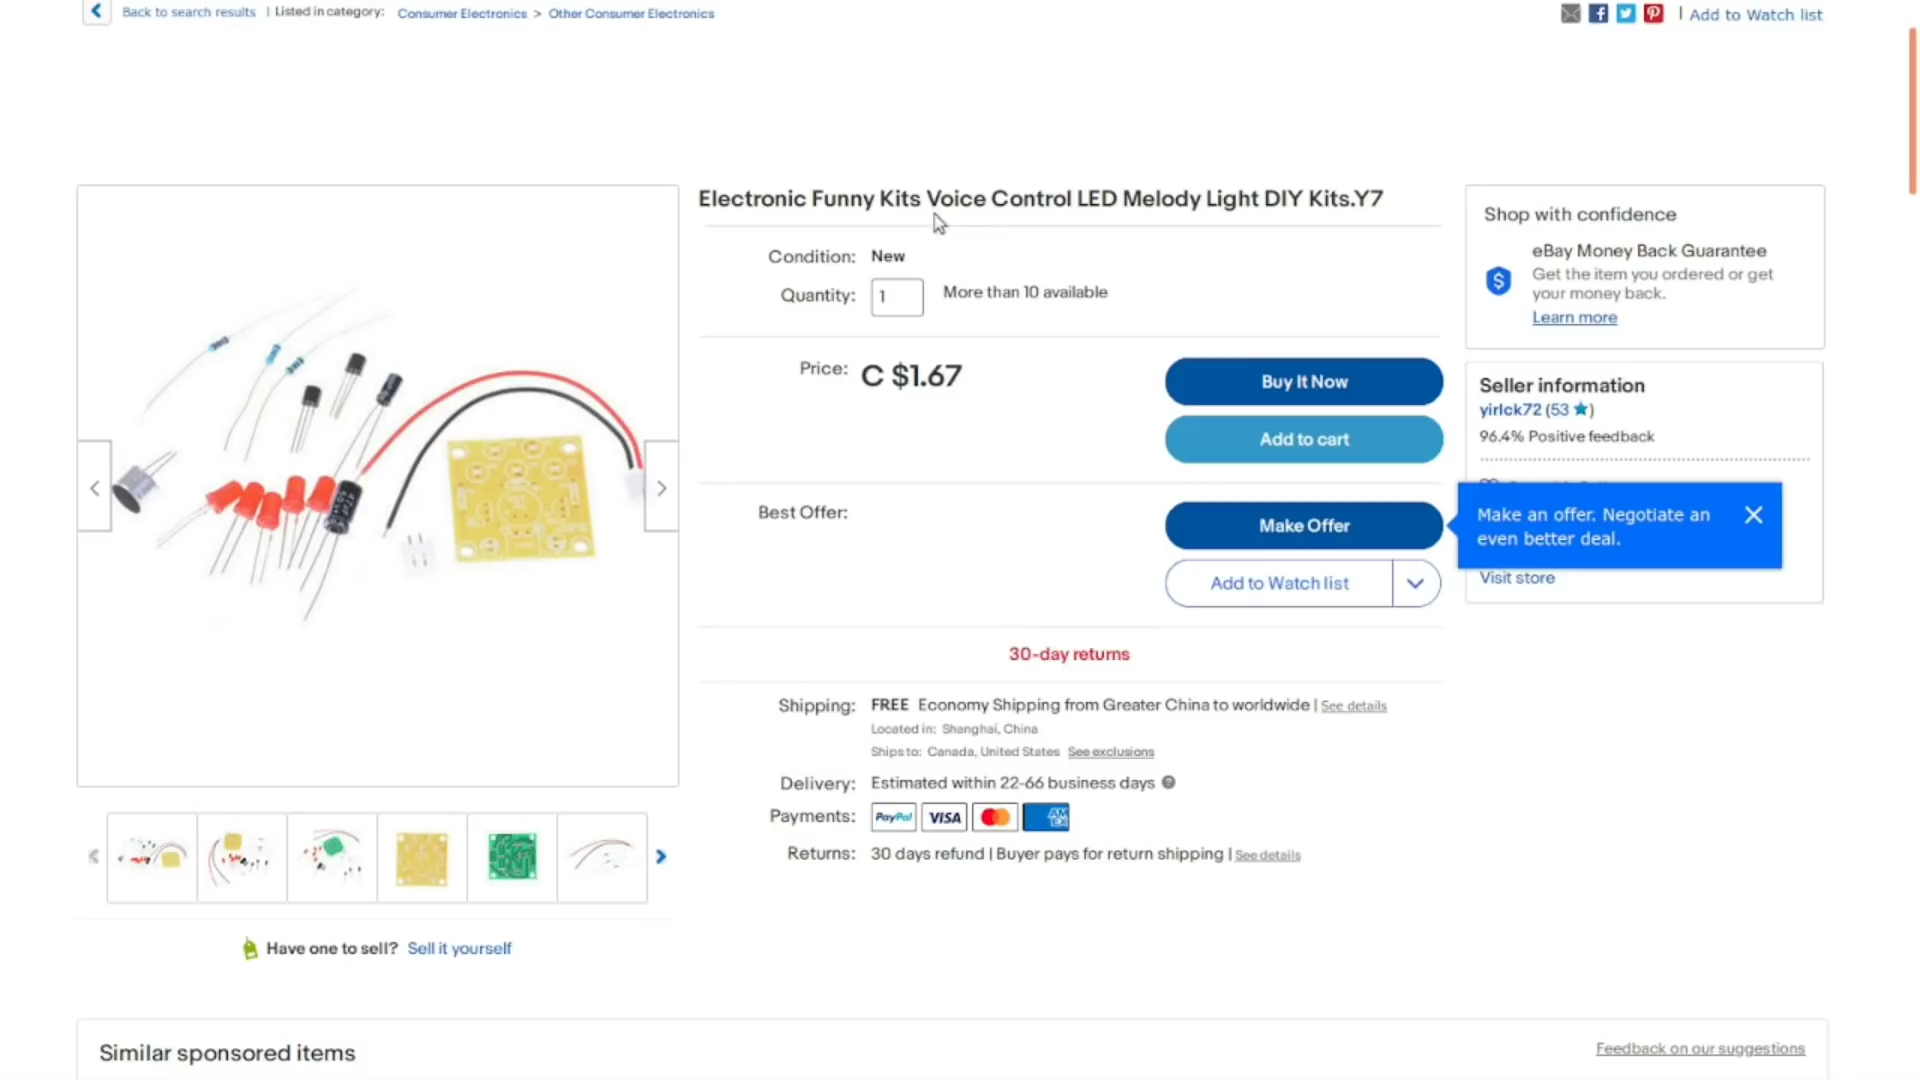 Back to search results | Listed in category: Consumer Electronics > Other Consumer Electronics
| Add to Watch list
Electronic Funny Kits Voice Control LED Melody Light DIY Kits.Y7
Condition: New
Quantity: 1 More than 10 available
Price: C $1.67
Buy It Now
Add to cart
Best Offer:
Make Offer
Add to Watch list
30-day returns
Shipping: FREE Economy Shipping from Greater China to worldwide | See details
Located in: Shanghai, China
Ships to: Canada, United States See exclusions
Delivery: Estimated within 22-66 business days
Payments: PayPal VISA AMEX
Returns: 30 days refund | Buyer pays for return shipping | See details
Shop with confidence
eBay Money Back Guarantee
Get the item you ordered or get
your money back.
Learn more
Seller information
yirlck72 (53)
96.4% Positive feedback
Make an offer. Negotiate an
even better deal.
Visit store
Have one to sell? Sell it yourself
Similar sponsored items
Feedback on our suggestions